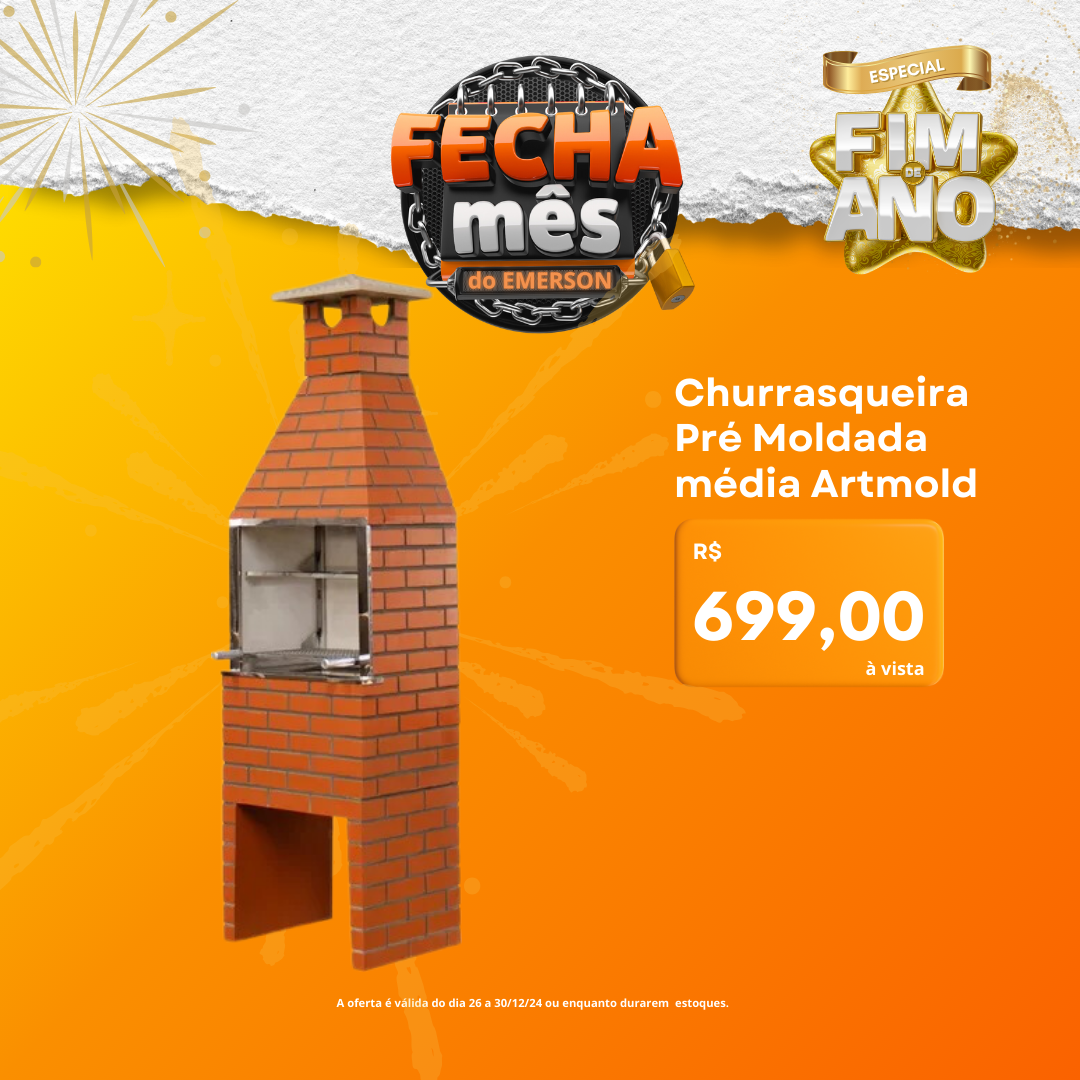 FECHA
mês
do EMERSON
ESPECIAL
FIM
DE
ANO
Churrasqueira
Pré Moldada
média Artmold
R$
699,00
à vista
A oferta é válida do dia 26 a 30/12/24 ou enquanto durarem estoques.